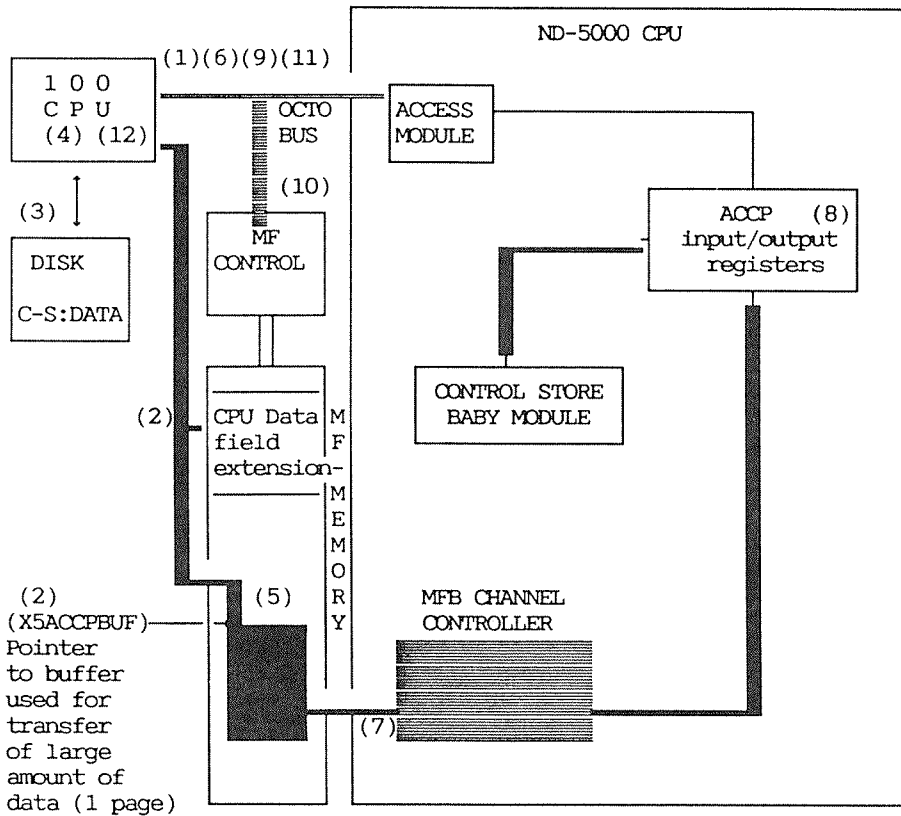 ND-5000 CPU
(1)(6)(9)(11)
1 0 0
C P U
(4) (12)
OCTO
BUS
ACCESS
MODULE
(3)
(10)
DISK
C-S:DATA
MF
CONTROL
ACCP (8)
input/output
registers
CONTROL STORE
BABY MODULE
(2)
CPU Data
field
extension-
MF-MEMORY
(2)
(X5ACCPBUF)
Pointer
to buffer
used for
transfer
of large
amount of
data (1 page)
(5)
MFB CHANNEL
CONTROLLER
(7)